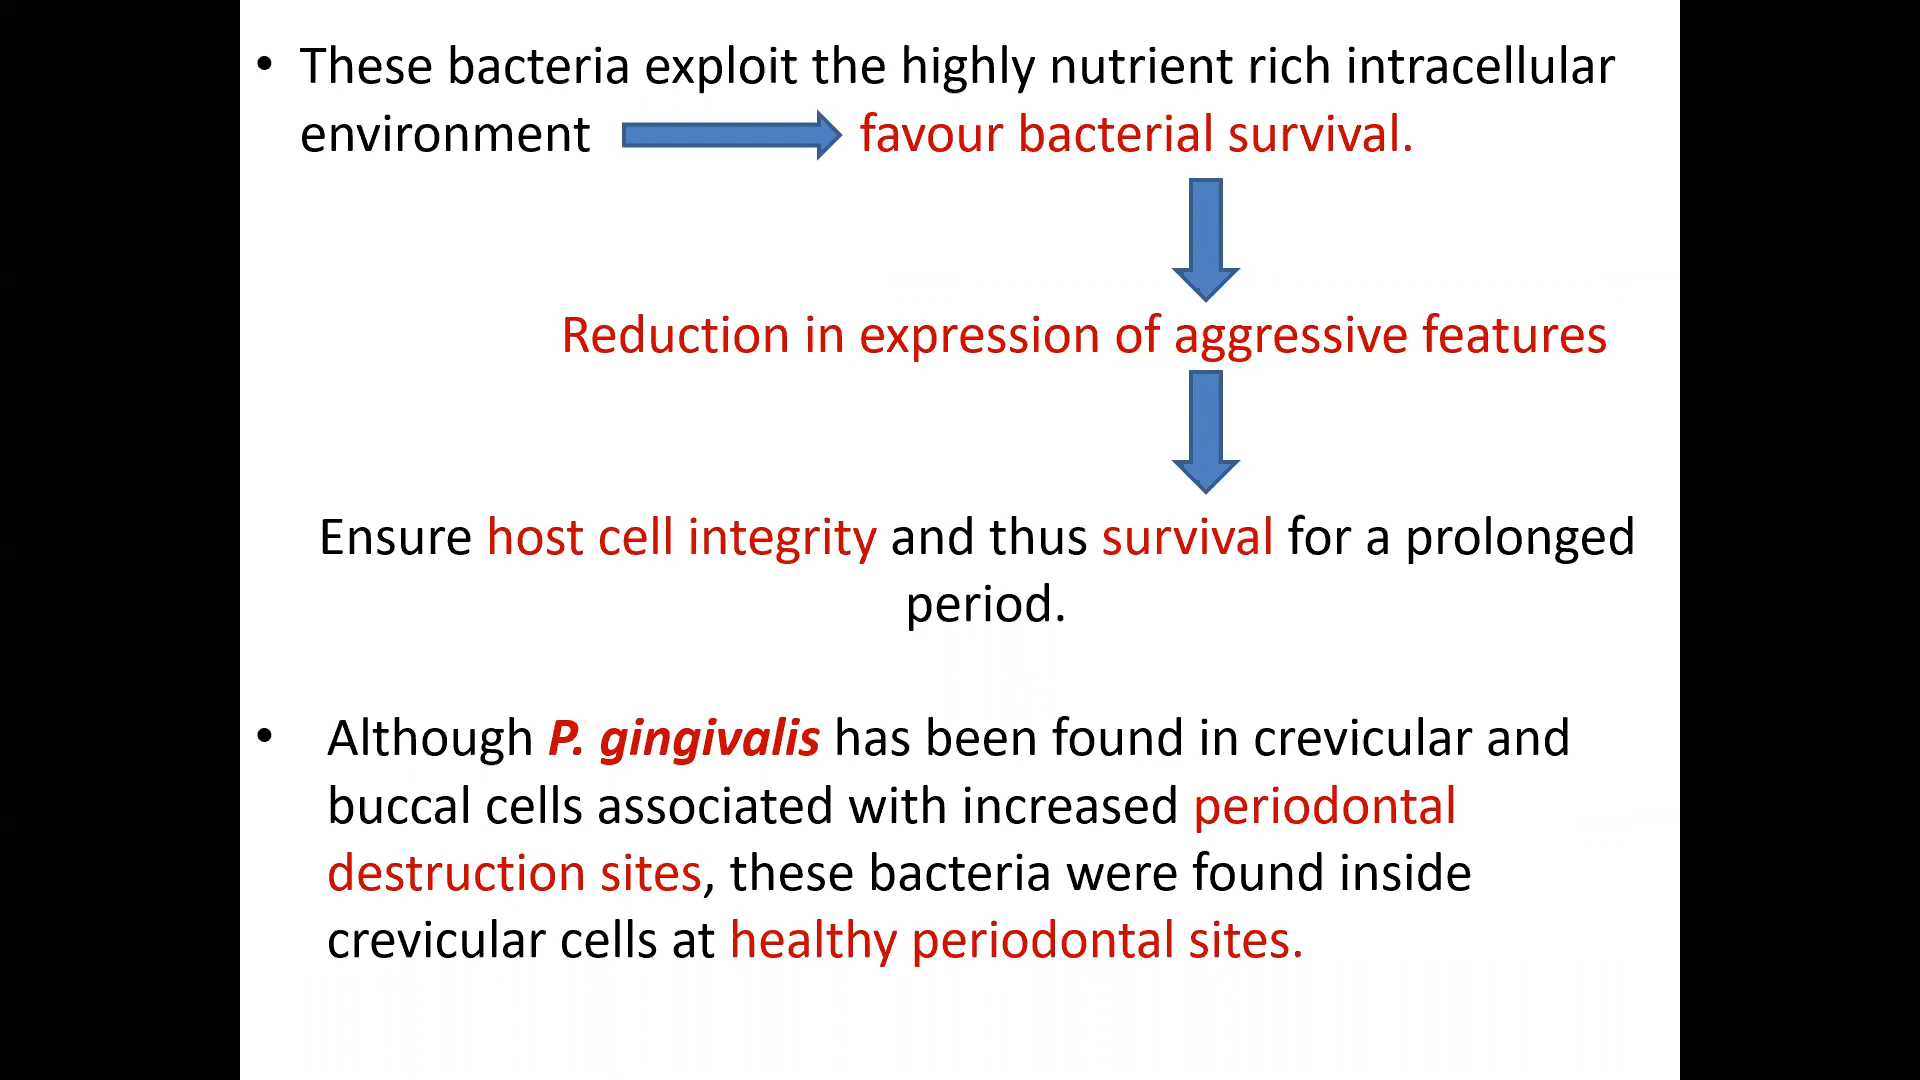 • These bacteria exploit the highly nutrient rich intracellular
environment favour bacterial survival.
Reduction in expression of aggressive features
Ensure host cell integrity and thus survival for a prolonged
period.
• Although P. gingivalis has been found in crevicular and
buccal cells associated with increased periodontal
destruction sites, these bacteria were found inside
crevicular cells at healthy periodontal sites.